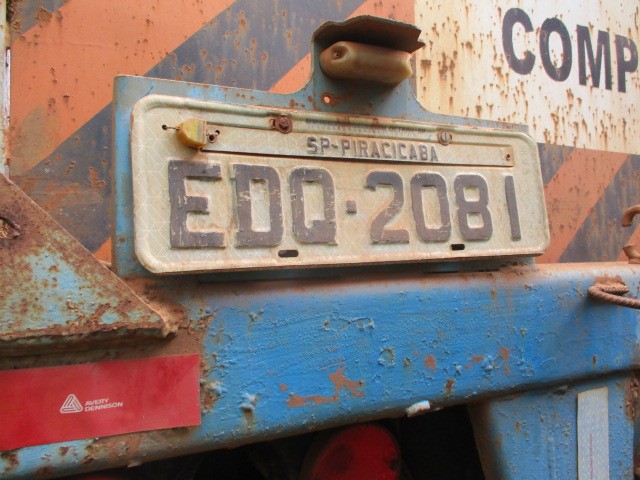 COMP
SP-PIRACICABA
EDQ-2081
AVERY
DENNISON